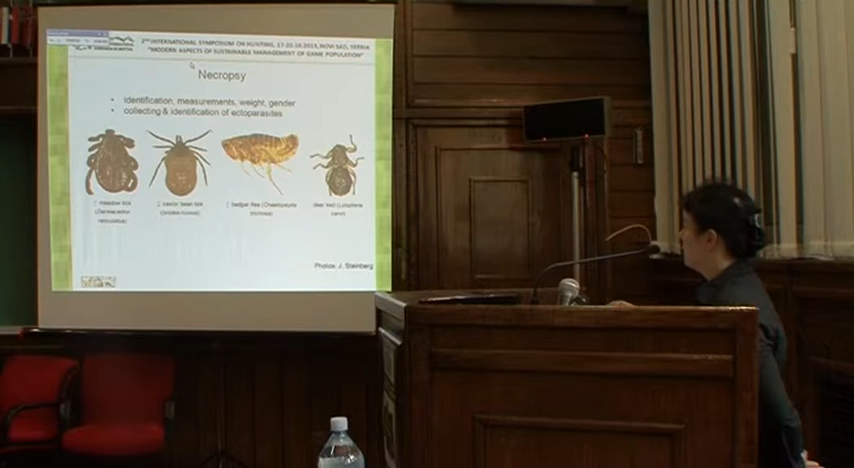 2ND INTERNATIONAL SYMPOSIUM ON HUNTING, 17-20.10.2013, NOVI SAD, SERBIA
"MODERN ASPECTS OF SUSTAINABLE MANAGEMENT OF GAME POPULATION"
Necropsy
• identification, measurements, weight, gender
• collecting & identification of ectoparasites
meadow tick castor bean tick badger flea deer ked
Photos: J. Steinberg